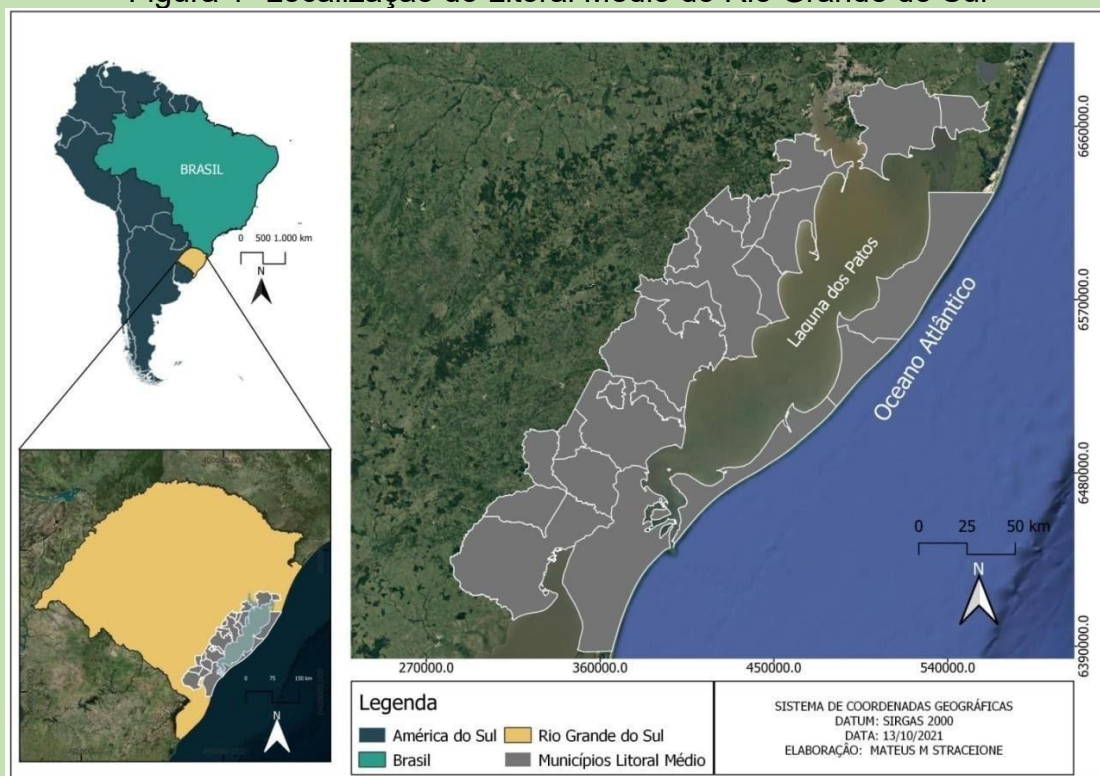 Figura 1- Localização do Litoral Médio do Rio Grande do Sul
BRASIL
0 500 1.000 km
N
Laguna dos Patos
Oceano Atlântico
6660000.0
6570000.0
6480000.0
6390000.0
0 25 50 km
N
270000.0 360000.0 450000.0 540000.0
0 75 150 km
N
Legenda
América do Sul
Rio Grande do Sul
Brasil
Municípios Litoral Médio
SISTEMA DE COORDENADAS GEOGRÁFICAS
DATUM: SIRGAS 2000
DATA: 13/10/2021
ELABORAÇÃO: MATEUS M STRACEIONE